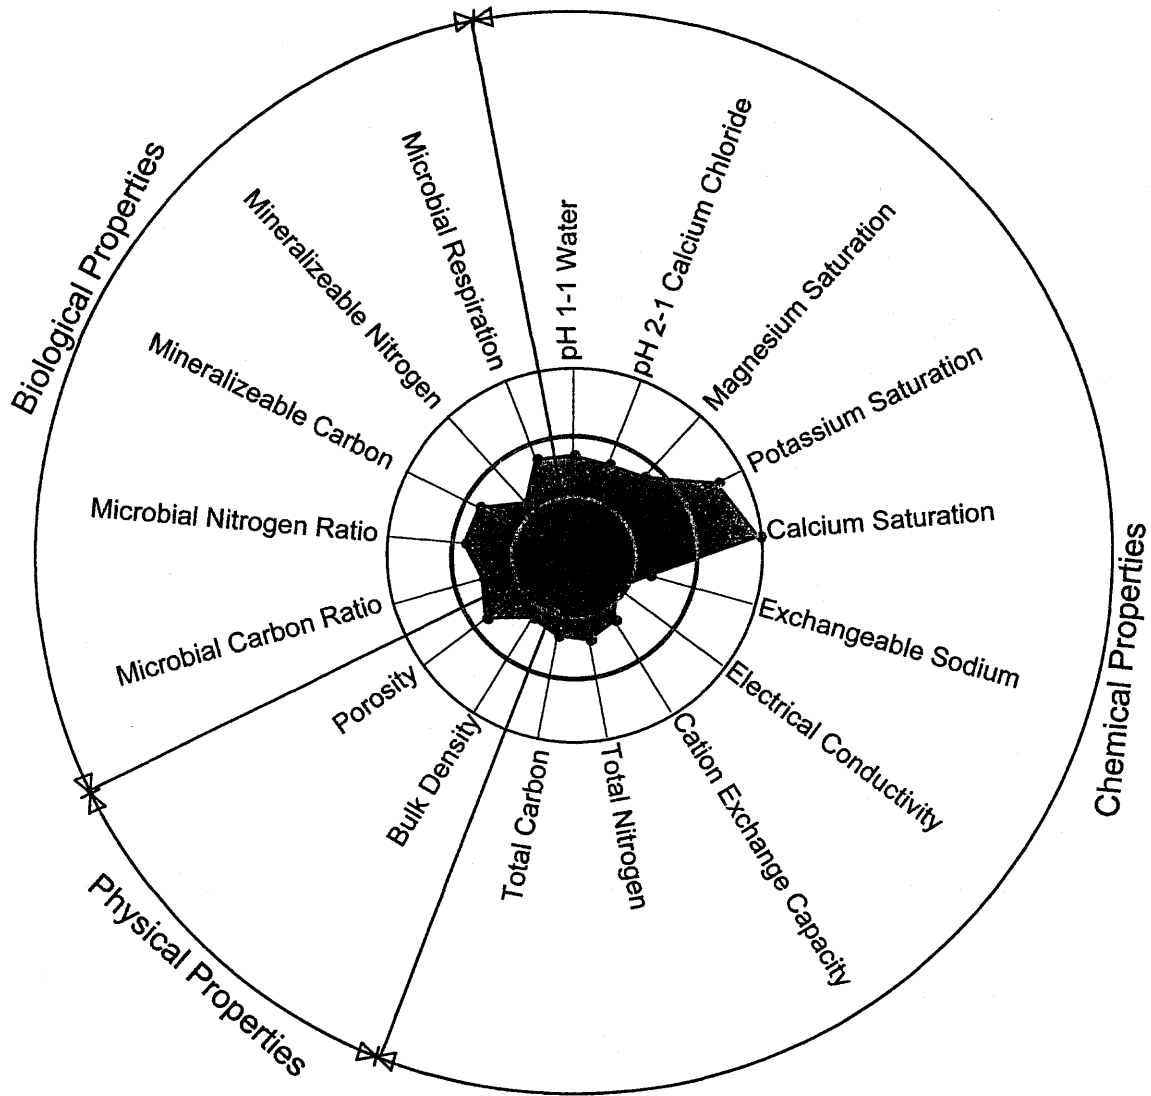 Biological Properties
Microbial Respiration
Mineralizeable Nitrogen
Mineralizeable Carbon
Microbial Nitrogen Ratio
Microbial Carbon Ratio
pH 1-1 Water
pH 2-1 Calcium Chloride
Magnesium Saturation
Potassium Saturation
Calcium Saturation
Exchangeable Sodium
Electrical Conductivity
Cation Exchange Capacity
Total Nitrogen
Total Carbon
Chemical Properties
Bulk Density
Porosity
Physical Properties